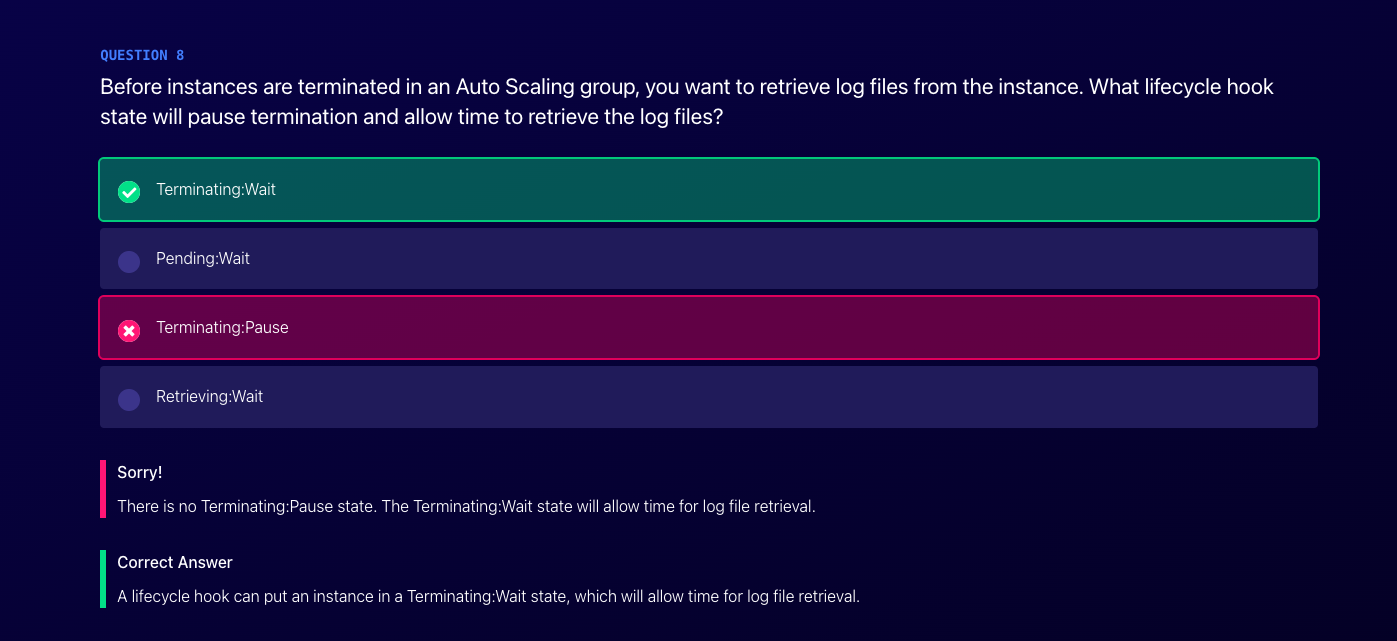 QUESTION 8
Before instances are terminated in an Auto Scaling group, you want to retrieve log files from the instance. What lifecycle hook
state will pause termination and allow time to retrieve the log files?
Terminating:Wait
Pending:Wait
Terminating:Pause
Retrieving:Wait
Sorry!
There is no Terminating:Pause state. The Terminating:Wait state will allow time for log file retrieval.
Correct Answer
A lifecycle hook can put an instance in a Terminating:Wait state, which will allow time for log file retrieval.